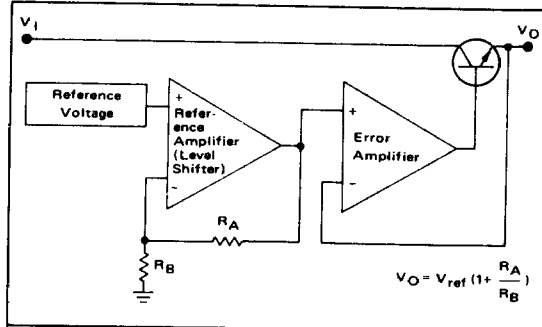 VI
VO
Reference
Voltage
+
Refer-
ence
Amplifier
(Level
Shifter)
−
+
Error
Amplifier
−
RA
RB
VO = Vref (1+ RA/RB)